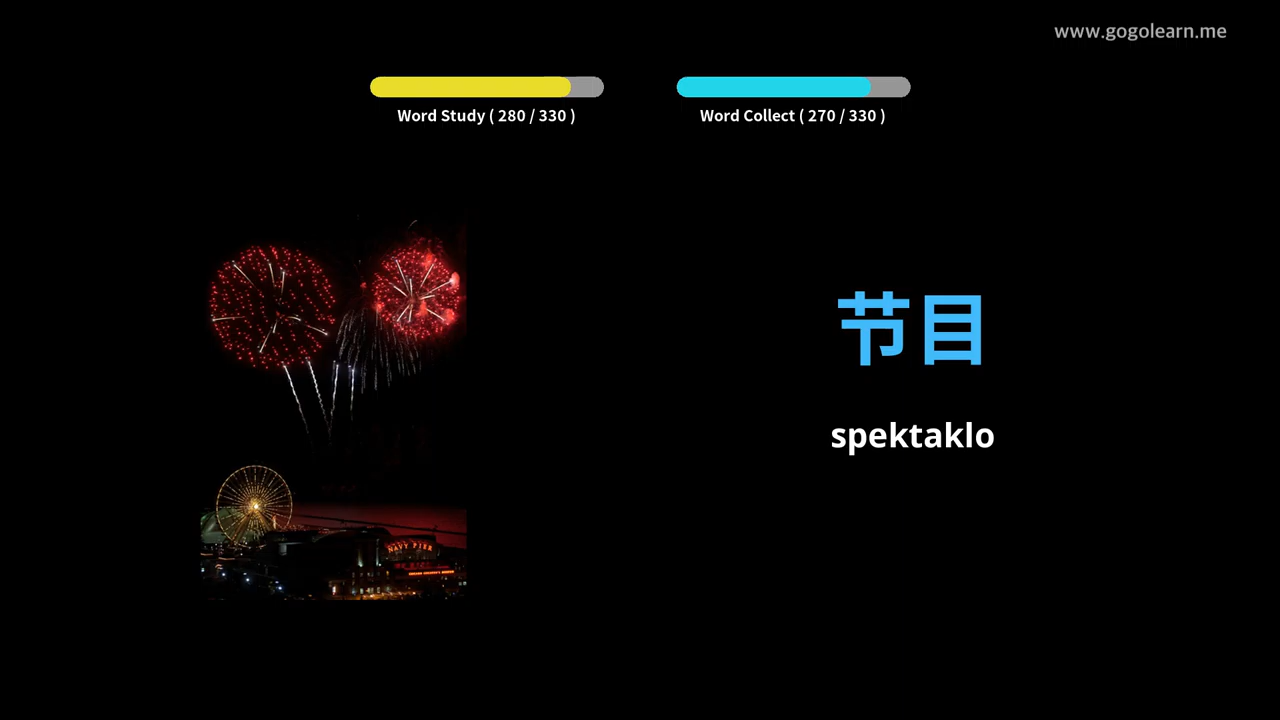 www.gogolearn.me
Word Study ( 280 / 330 )
Word Collect ( 270 / 330 )
节目
spektaklo
NAVY PIER